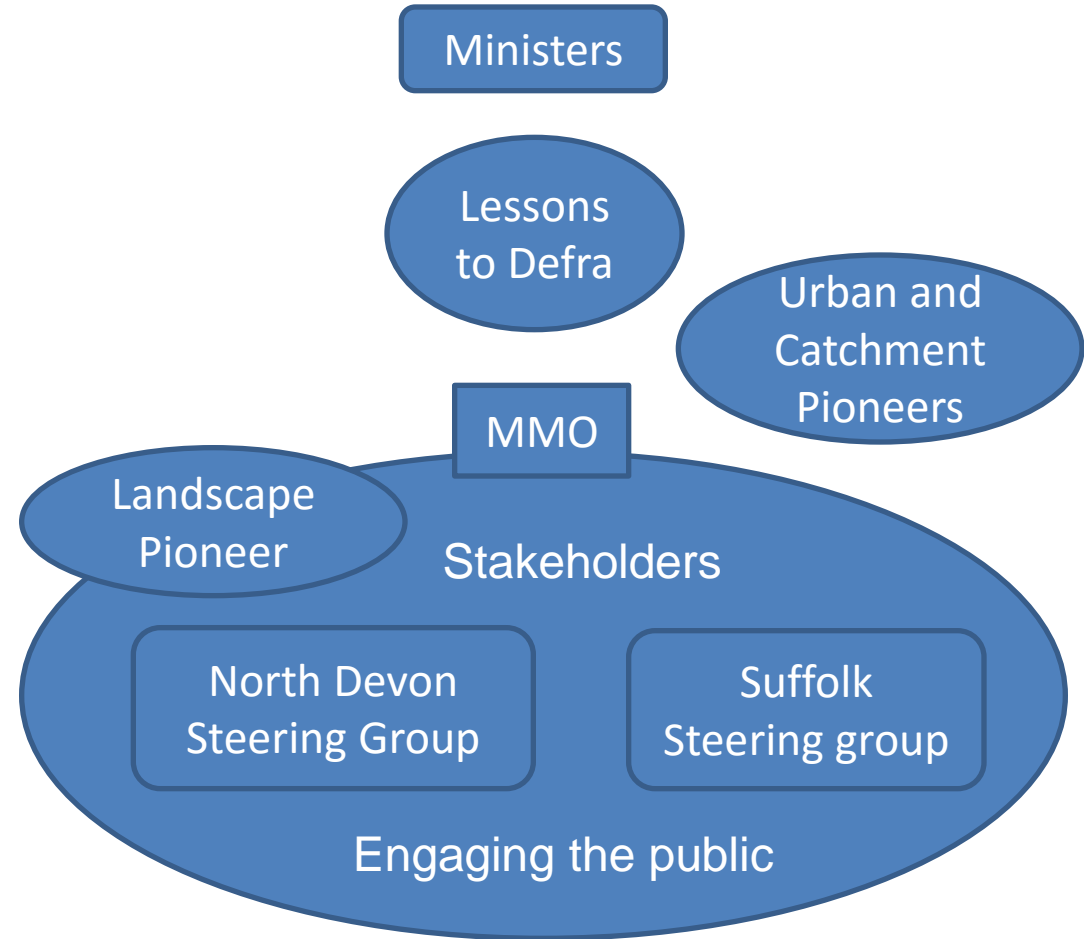 Ministers
Lessons
to Defra
Urban and
Catchment
Pioneers
MMO
Landscape
Pioneer
Stakeholders
North Devon
Steering Group
Suffolk
Steering group
Engaging the public